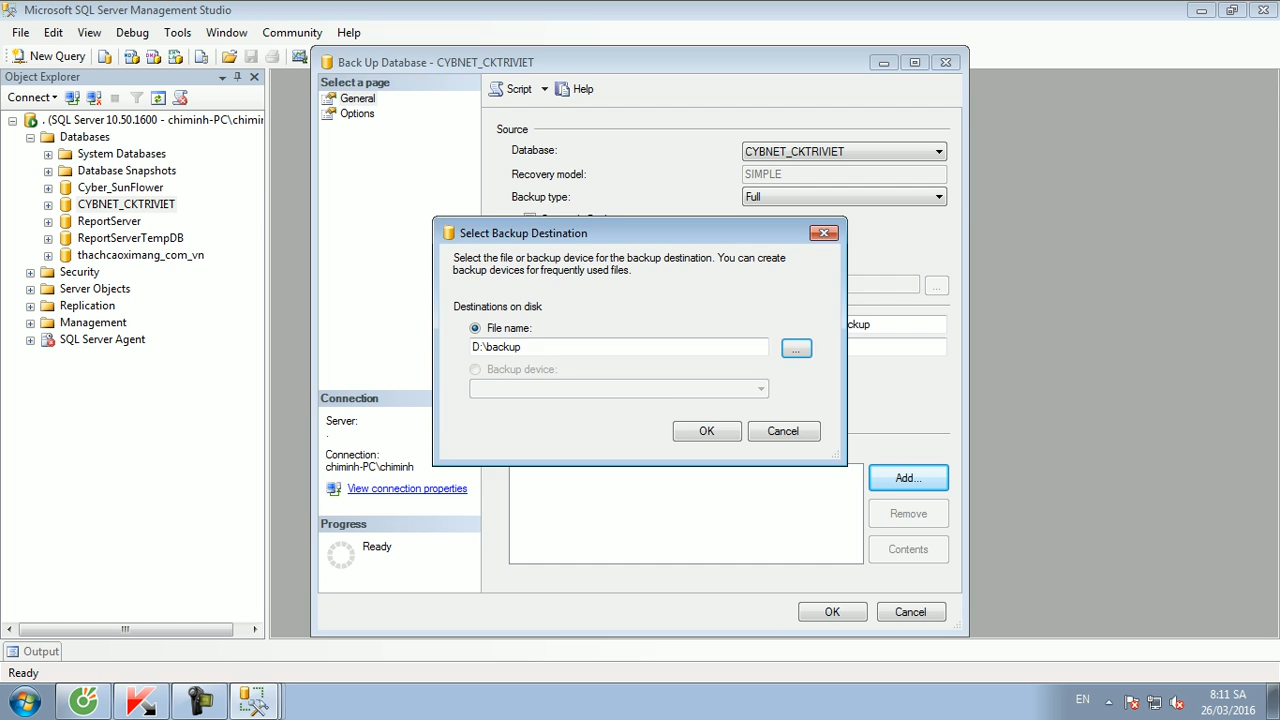 Microsoft SQL Server Management Studio
File Edit View Debug Tools Window Community Help
New Query
Object Explorer
Connect
. (SQL Server 10.50.1600 - chiminh-PC\chimir
Databases
System Databases
Database Snapshots
Cyber_SunFlower
CYBNET_CKTRIVIET
ReportServer
ReportServerTempDB
thachcaoximang_com_vn
Security
Server Objects
Replication
Management
SQL Server Agent
Output
Ready
Back Up Database - CYBNET_CKTRIVIET
Select a page
General
Options
Script Help
Source
Database: CYBNET_CKTRIVIET
Recovery model: SIMPLE
Backup type: Full
...
ckup
Select Backup Destination
Select the file or backup device for the backup destination. You can create
backup devices for frequently used files.
Destinations on disk
File name:
D:\backup ...
Backup device:
OK Cancel
Connection
Server:
.
Connection:
chiminh-PC\chiminh
View connection properties
Progress
Ready
Add...
Remove
Contents
OK Cancel
EN
8:11 SA
26/03/2016